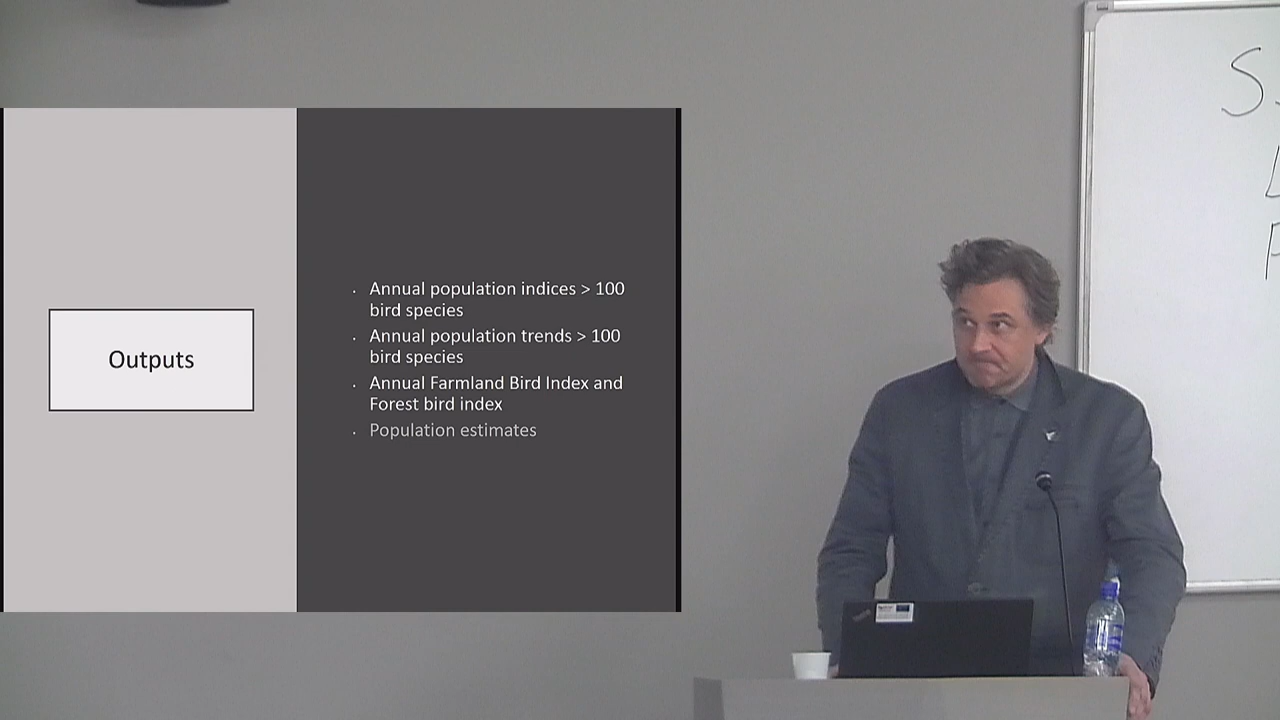 Outputs
Annual population indices > 100
bird species
Annual population trends > 100
bird species
Annual Farmland Bird Index and
Forest bird index
Population estimates
S